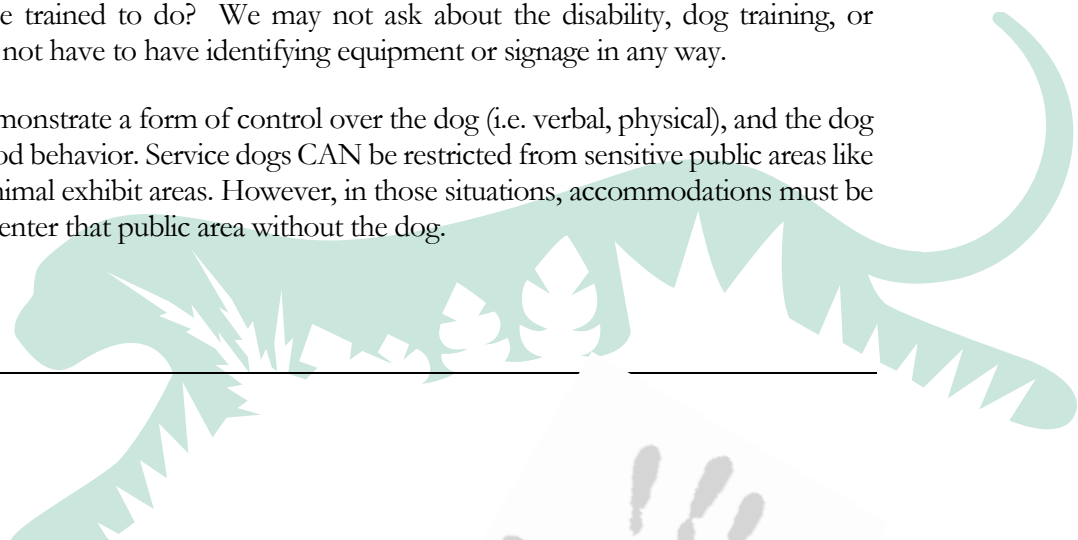 e trained to do? We may not ask about the disability, dog training, or
not have to have identifying equipment or signage in any way.
monstrate a form of control over the dog (i.e. verbal, physical), and the dog
od behavior. Service dogs CAN be restricted from sensitive public areas like
nimal exhibit areas. However, in those situations, accommodations must be
enter that public area without the dog.